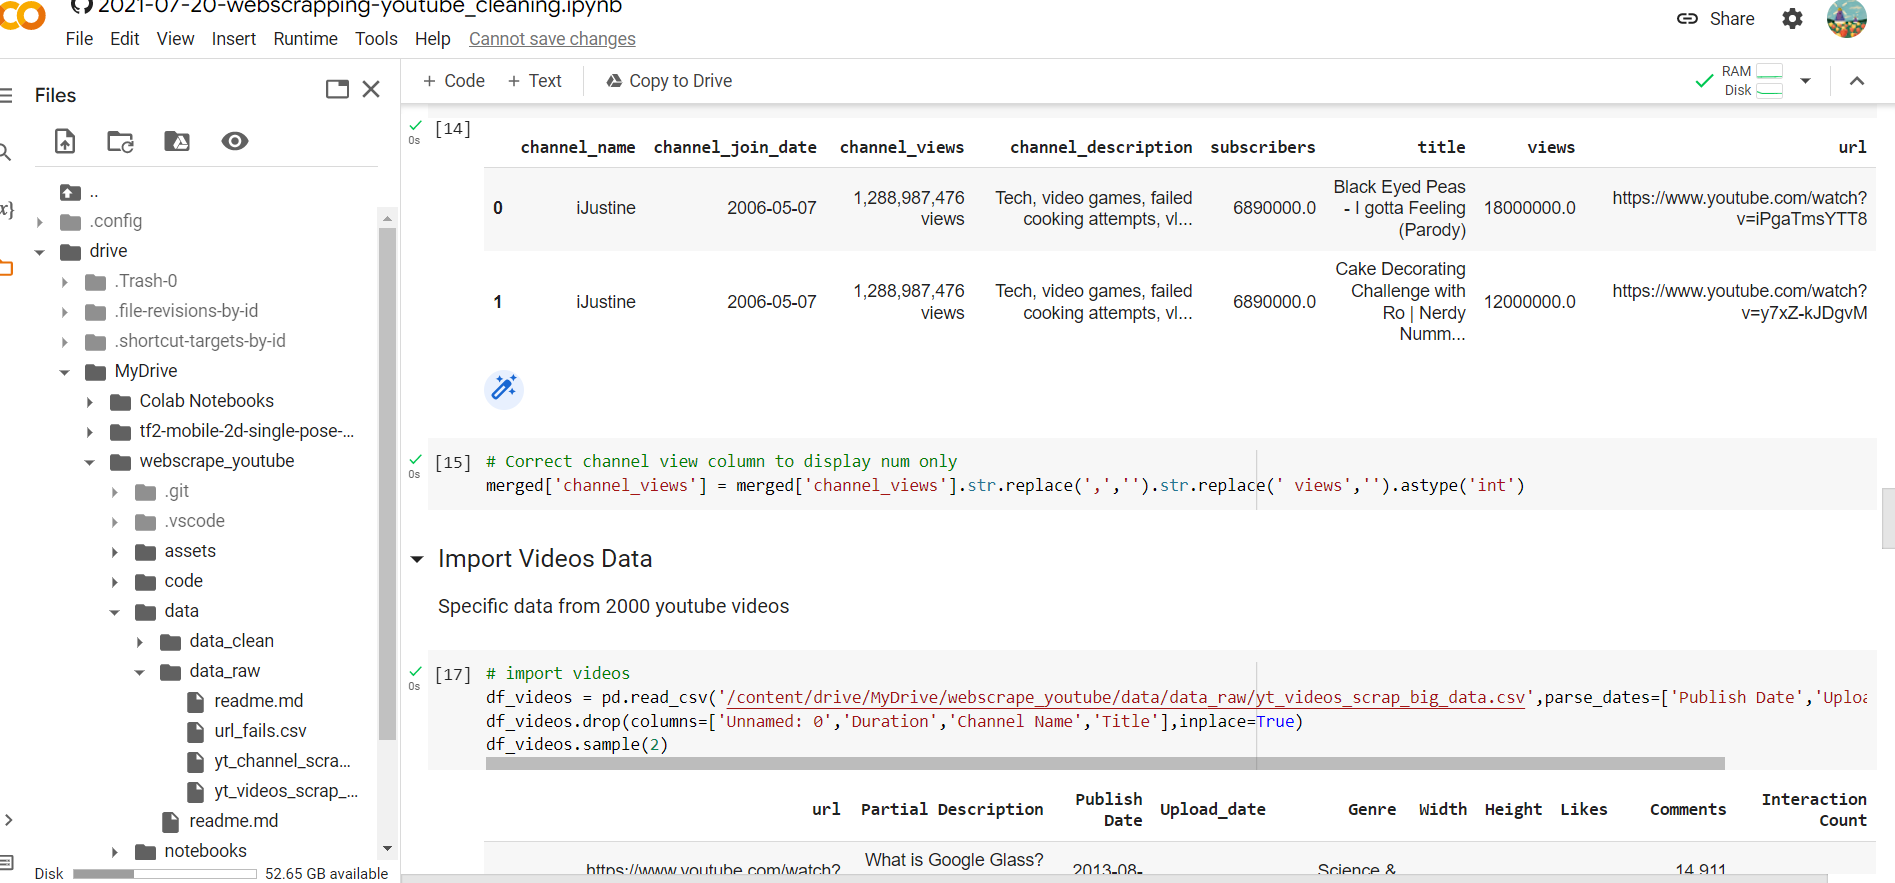 2021-07-20-webscrapping-youtube_cleaning.ipynb
File Edit View Insert Runtime Tools Help Cannot save changes
Share
Files
+ Code + Text Copy to Drive
RAM
Disk
..
.config
drive
.Trash-0
.file-revisions-by-id
.shortcut-targets-by-id
MyDrive
Colab Notebooks
tf2-mobile-2d-single-pose-...
webscrape_youtube
.git
.vscode
assets
code
data
data_clean
data_raw
readme.md
url_fails.csv
yt_channel_scra...
yt_videos_scrap_...
readme.md
notebooks
Disk 52.65 GB available
0s [14]
channel_name channel_join_date channel_views channel_description subscribers title views url
0 iJustine 2006-05-07 1,288,987,476 views Tech, video games, failed cooking attempts, vl... 6890000.0 Black Eyed Peas - I gotta Feeling (Parody) 18000000.0 https://www.youtube.com/watch?v=iPgaTmsYTT8
1 iJustine 2006-05-07 1,288,987,476 views Tech, video games, failed cooking attempts, vl... 6890000.0 Cake Decorating Challenge with Ro | Nerdy Numm... 12000000.0 https://www.youtube.com/watch?v=y7xZ-kJDgvM
0s [15] # Correct channel view column to display num only
merged['channel_views'] = merged['channel_views'].str.replace(',','').str.replace(' views','').astype('int')
Import Videos Data
Specific data from 2000 youtube videos
0s [17] # import videos
df_videos = pd.read_csv('/content/drive/MyDrive/webscrape_youtube/data/data_raw/yt_videos_scrap_big_data.csv',parse_dates=['Publish Date','Uploa
df_videos.drop(columns=['Unnamed: 0','Duration','Channel Name','Title'],inplace=True)
df_videos.sample(2)
url Partial Description Publish Date Upload_date Genre Width Height Likes Comments Interaction Count
https://www.youtube.com/watch? What is Google Glass? 2013-08- Science & 14,911